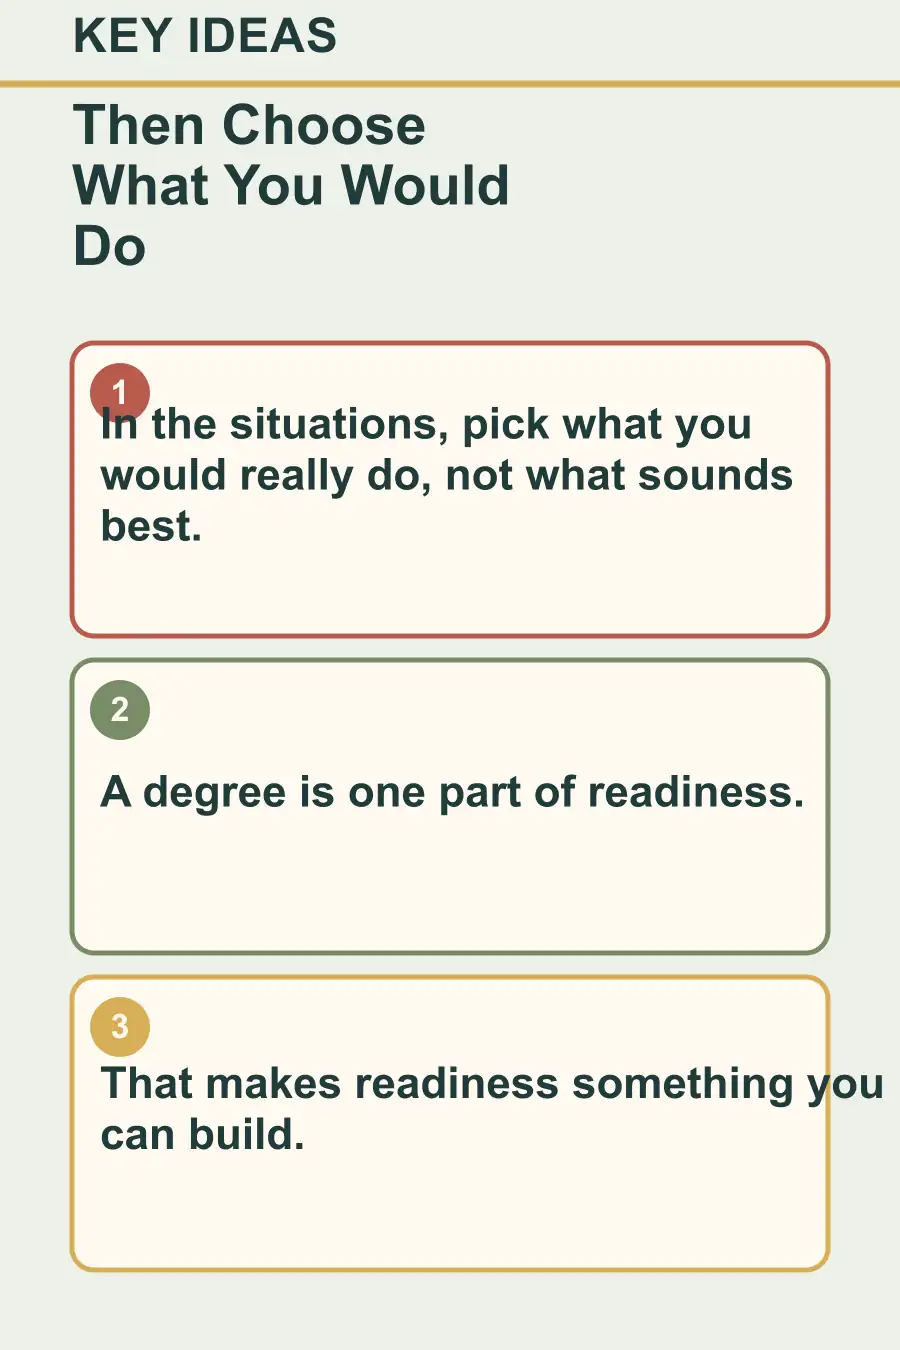 KEY IDEAS
Then Choose
What You Would
Do
1
In the situations, pick what you
would really do, not what sounds
best.
2
A degree is one part of readiness.
3
That makes readiness something you
can build.